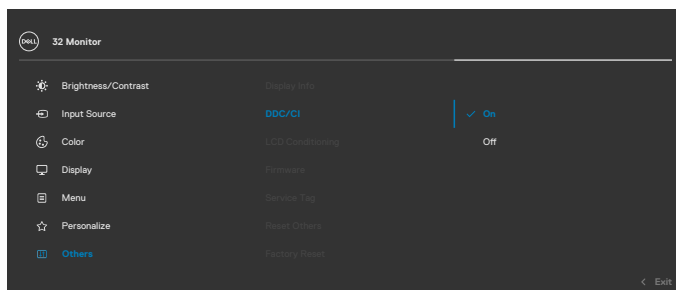 DELL
32 Monitor
Brightness/Contrast
Display Info
Input Source
DDC/CI
On
Color
LCD Conditioning
Off
Display
Firmware
Menu
Service Tag
Personalize
Reset Others
Others
Factory Reset
< Exit